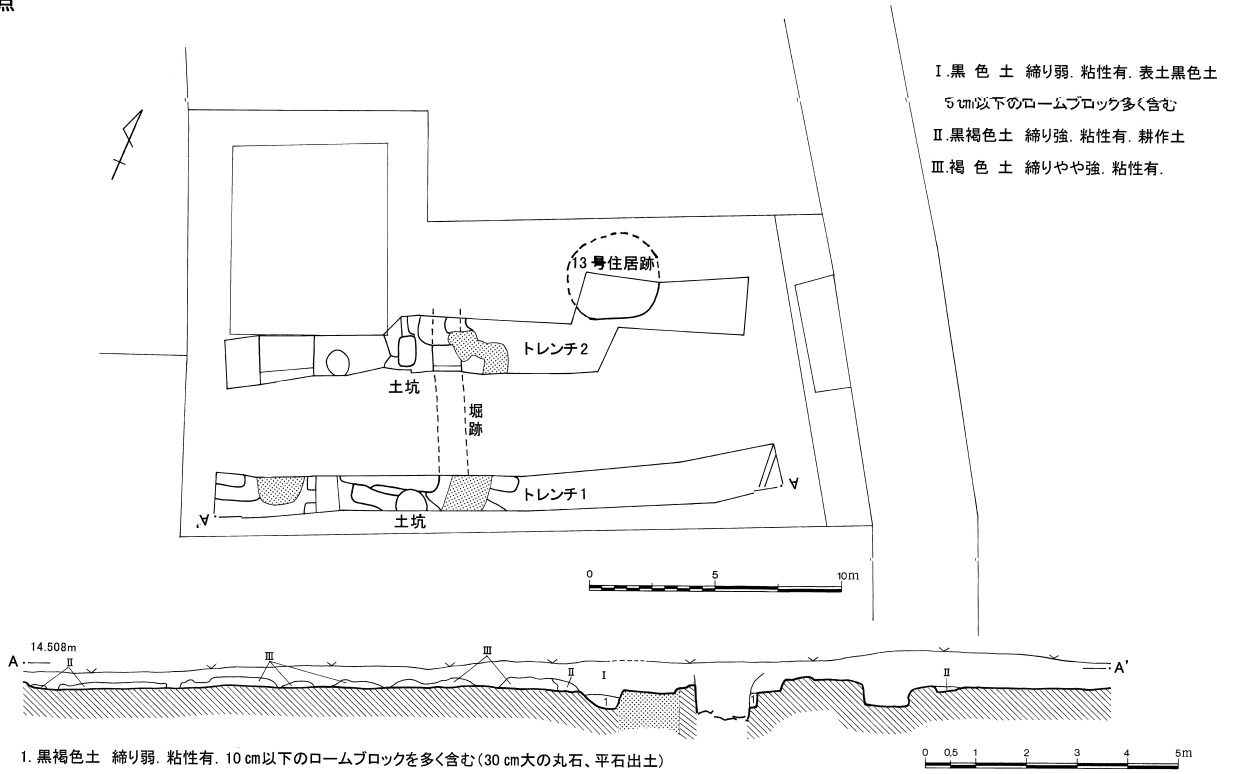 点
Ⅰ.黒 色 土 締り弱. 粘性有. 表土黒色土
5㎝以下のロームブロック多く含む
Ⅱ.黒褐色土 締り強. 粘性有. 耕作土
Ⅲ.褐 色 土 締りやや強. 粘性有.
13号住居跡
トレンチ2
土坑
堀跡
トレンチ1
A
A'
土坑
0 5 10m
14.508m
A
Ⅱ
Ⅲ
Ⅲ
Ⅱ
Ⅰ
1
1
Ⅱ
A'
1. 黒褐色土 締り弱. 粘性有. 10㎝以下のロームブロックを多く含む(30㎝大の丸石、平石出土)
0 0.5 1 2 3 4 5m